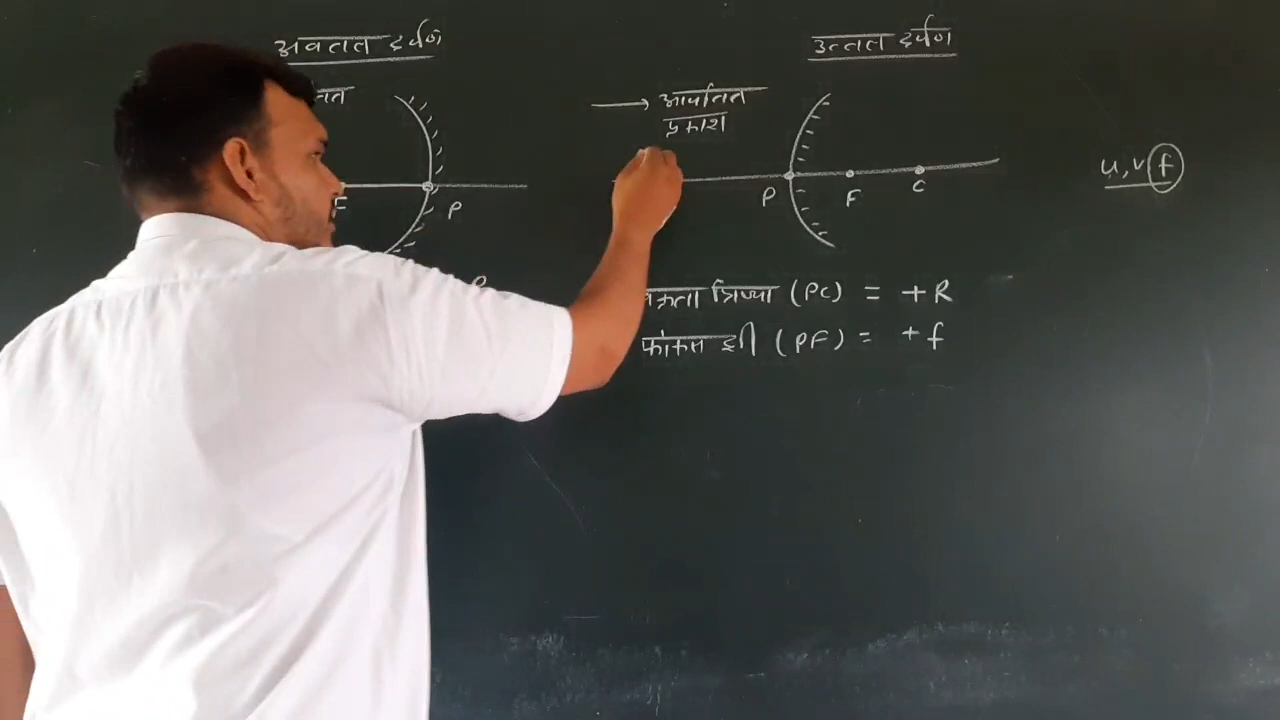 अवतल दर्पण
F
P
उत्तल दर्पण
आपतित
प्रकाश
P F C
u, v f
वक्रता त्रिज्या (PC) = + R
फोकस दूरी (PF) = + f